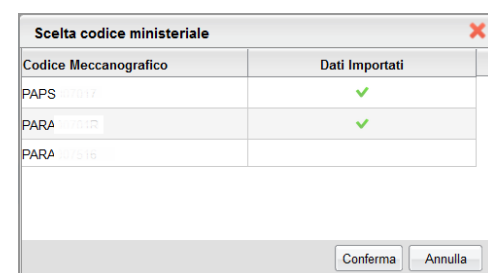 Scelta codice ministeriale
Codice Meccanografico Dati Importati
PAPS
PARA
PARA
Conferma Annulla